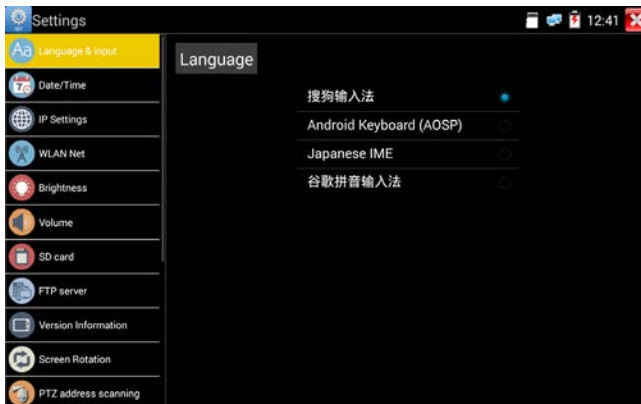 Settings
12:41
Aa Language & input
Language
Date/Time
IP Settings
WLAN Net
Brightness
Volume
SD card
FTP server
Version Information
Screen Rotation
PTZ address scanning
搜狗输入法
Android Keyboard (AOSP)
Japanese IME
谷歌拼音输入法